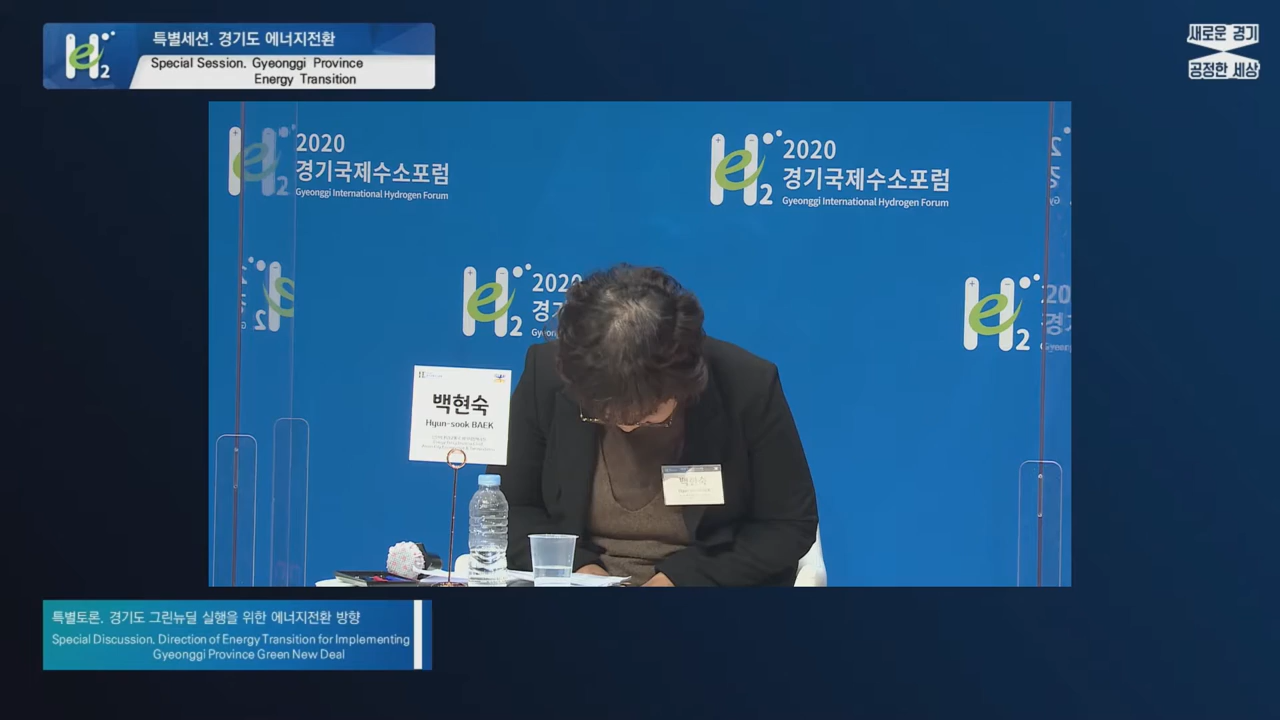 특별세션. 경기도 에너지전환
Special Session. Gyeonggi Province
Energy Transition
새로운 경기
공정한 세상
2020
경기국제수소포럼
Gyeonggi International Hydrogen Forum
2020
경기국제수소포럼
Gyeonggi International Hydrogen Forum
2020
백현숙
Hyun-sook BAEK
백현숙
특별토론. 경기도 그린뉴딜 실행을 위한 에너지전환 방향
Special Discussion. Direction of Energy Transition for Implementing
Gyeonggi Province Green New Deal